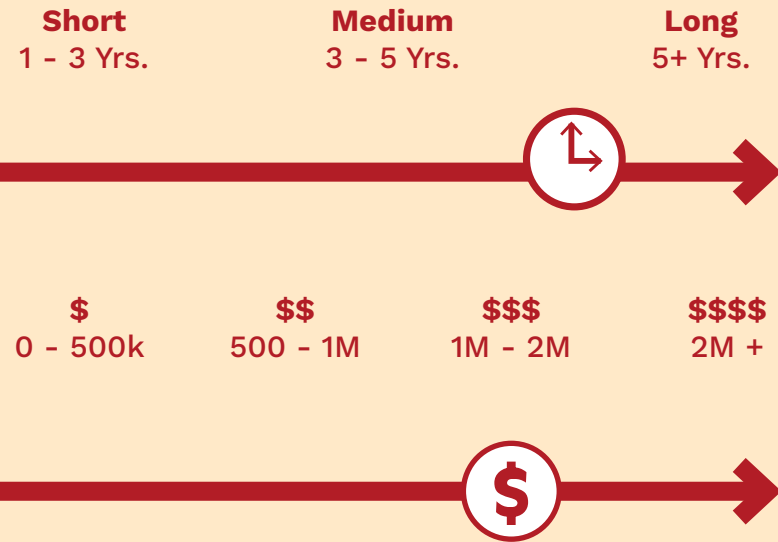 Short Medium Long
1 - 3 Yrs. 3 - 5 Yrs. 5+ Yrs.
$ $$ $$$ $$$$
0 - 500k 500 - 1M 1M - 2M 2M +
$